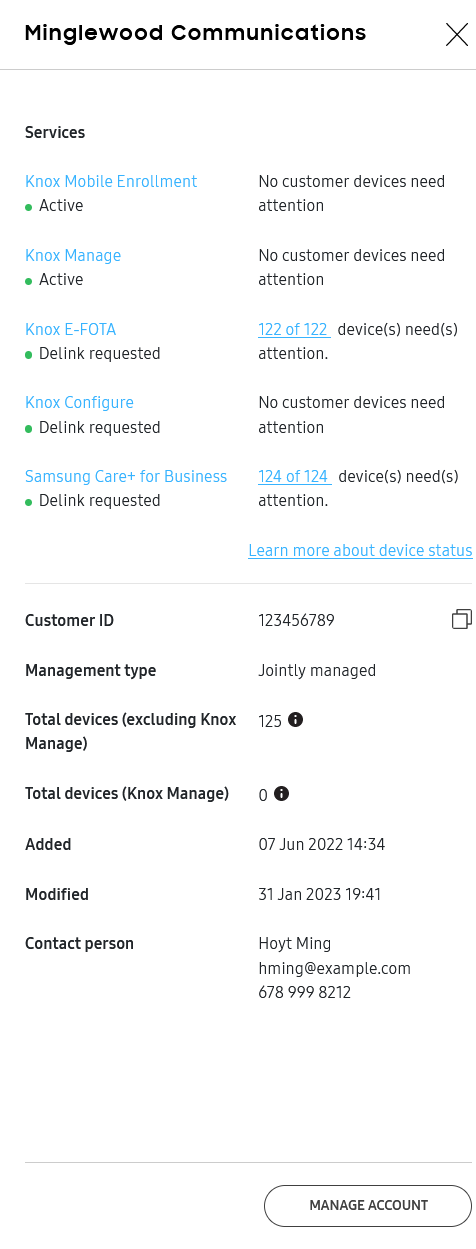 Minglewood Communications
Services
Knox Mobile Enrollment
Active
No customer devices need
attention
Knox Manage
Active
No customer devices need
attention
Knox E-FOTA
Delink requested
122 of 122 device(s) need(s)
attention.
Knox Configure
Delink requested
No customer devices need
attention
Samsung Care+ for Business
Delink requested
124 of 124 device(s) need(s)
attention.
Learn more about device status
Customer ID
123456789
Management type
Jointly managed
Total devices (excluding Knox
Manage)
125
Total devices (Knox Manage)
0
Added
07 Jun 2022 14:34
Modified
31 Jan 2023 19:41
Contact person
Hoyt Ming
hming@example.com
678 999 8212
MANAGE ACCOUNT